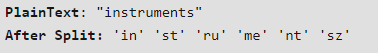 PlainText: "instruments"
After Split: 'in' 'st' 'ru' 'me' 'nt' 'sz'